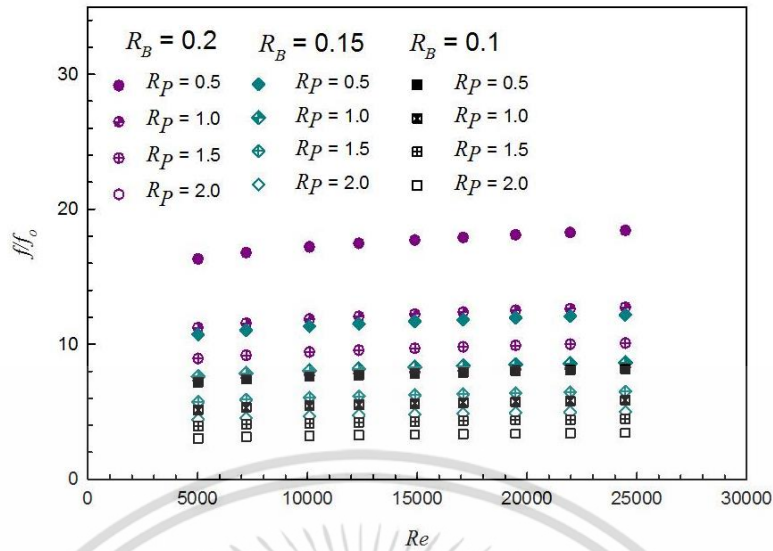 R_B = 0.2 R_B = 0.15 R_B = 0.1
R_P = 0.5 R_P = 0.5 R_P = 0.5
R_P = 1.0 R_P = 1.0 R_P = 1.0
R_P = 1.5 R_P = 1.5 R_P = 1.5
R_P = 2.0 R_P = 2.0 R_P = 2.0
30
20
10
0
f/f_o
0 5000 10000 15000 20000 25000 30000
Re